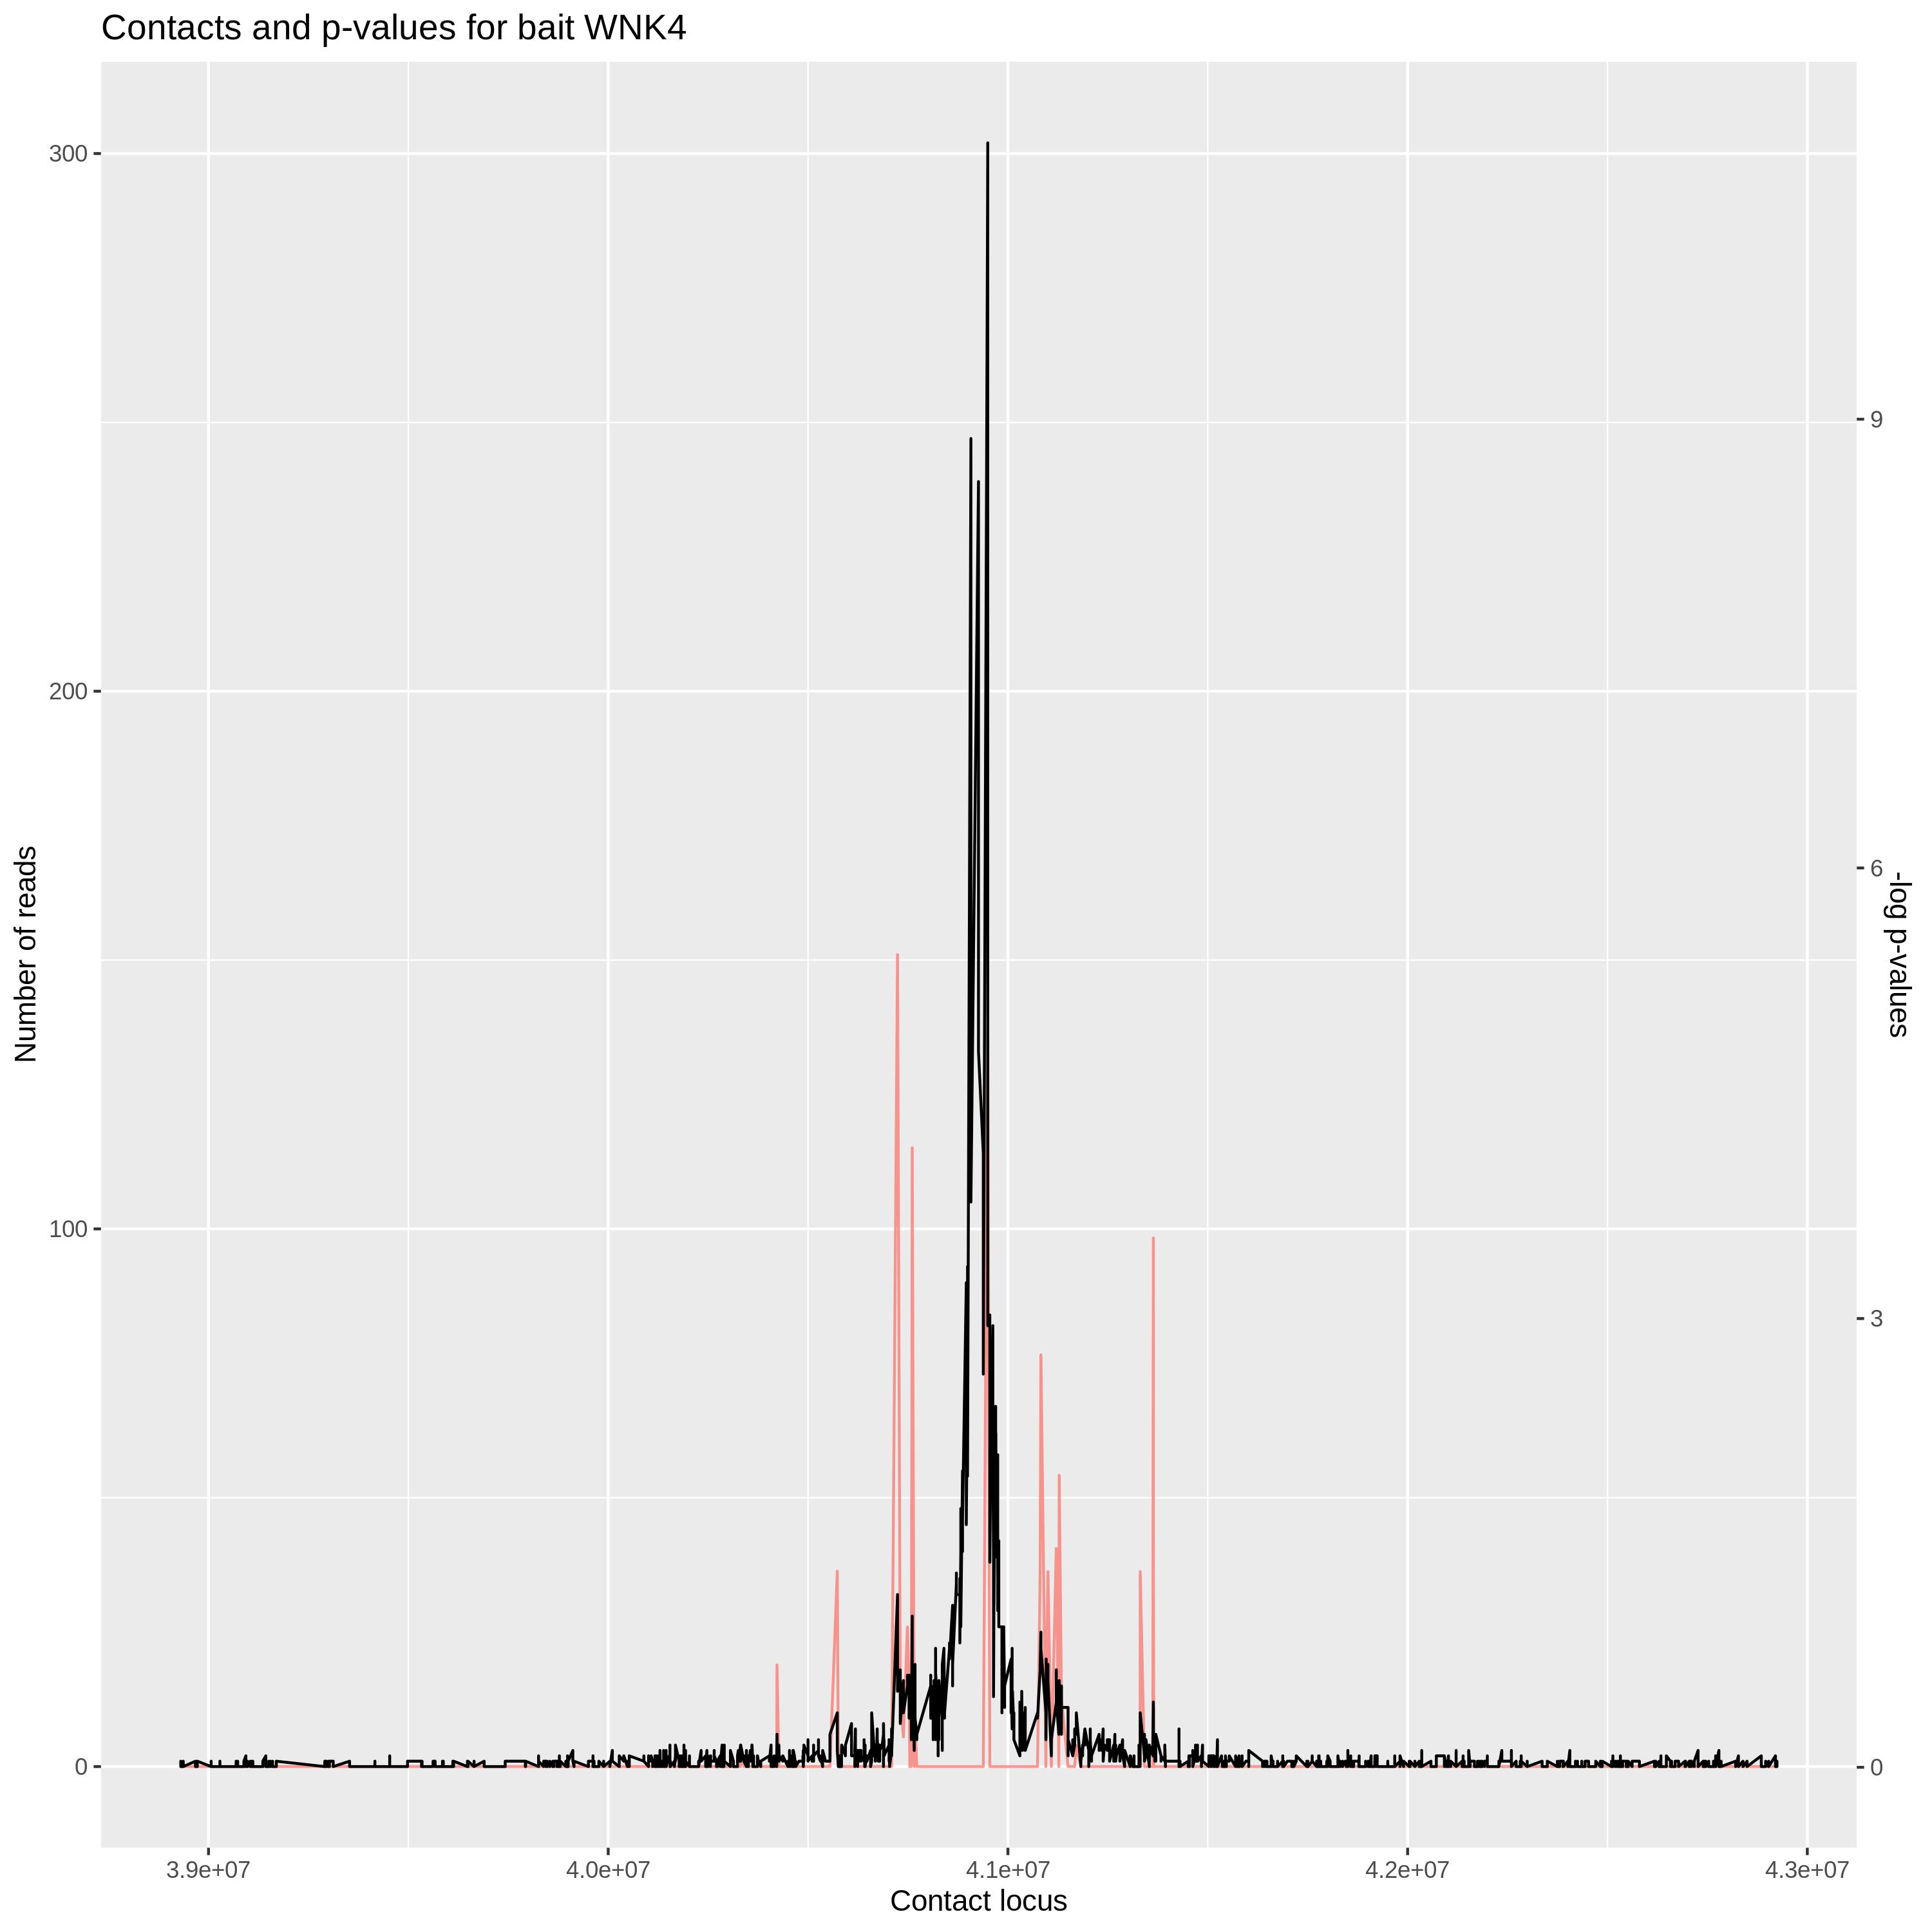 Contacts and p-values for bait WNK4
300
200
100
0
Number of reads
9
6
3
0
-log p-values
3.9e+07 4.0e+07 4.1e+07 4.2e+07 4.3e+07
Contact locus